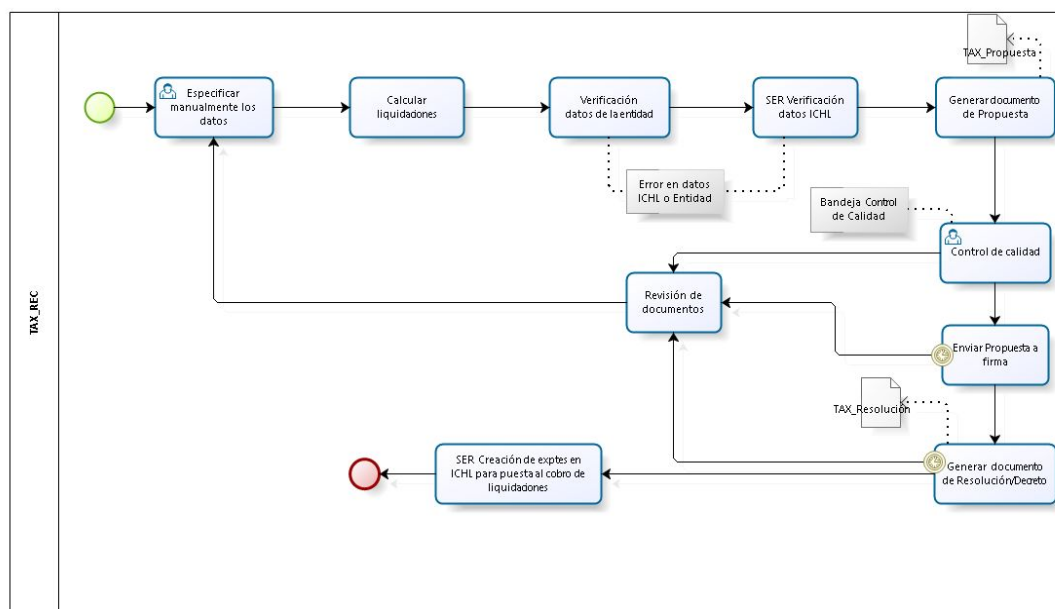 TAX_REC
TAX_Propuesta
Especificar
manualmente los
datos
Calcular
liquidaciones
Verificación
datos de la entidad
SER Verificación
datos ICHL
Generar documento
de Propuesta
Error en datos
ICHL o Entidad
Bandeja Control
de Calidad
Control de calidad
Revisión de
documentos
Enviar Propuesta a
firma
TAX_Resolución
SER Creación de exptes en
ICHL para puesta al cobro de
liquidaciones
Generar documento
de Resolución/Decreto